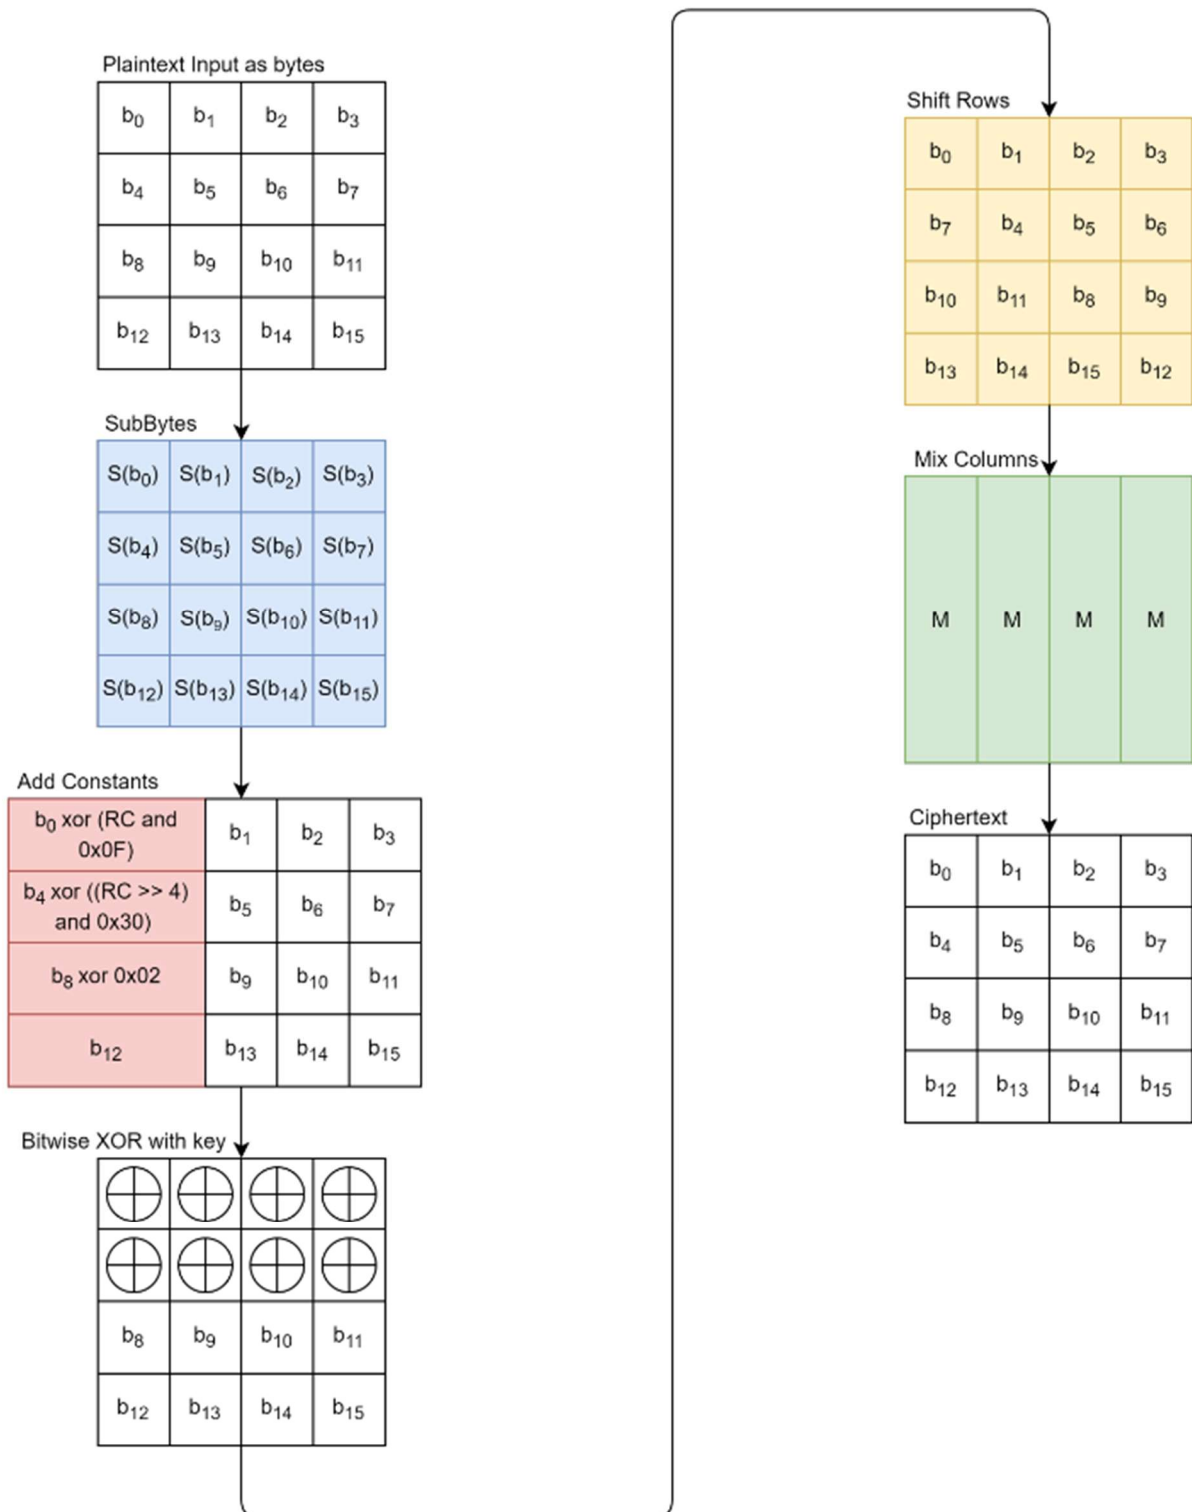 Plaintext Input as bytes
b0 b1 b2 b3
b4 b5 b6 b7
b8 b9 b10 b11
b12 b13 b14 b15
SubBytes
S(b0) S(b1) S(b2) S(b3)
S(b4) S(b5) S(b6) S(b7)
S(b8) S(b9) S(b10) S(b11)
S(b12) S(b13) S(b14) S(b15)
Add Constants
b0 xor (RC and
0x0F)
b1 b2 b3
b4 xor ((RC >> 4)
and 0x30)
b5 b6 b7
b8 xor 0x02 b9 b10 b11
b12 b13 b14 b15
Bitwise XOR with key
b8 b9 b10 b11
b12 b13 b14 b15
Shift Rows
b0 b1 b2 b3
b7 b4 b5 b6
b10 b11 b8 b9
b13 b14 b15 b12
Mix Columns
M M M M
Ciphertext
b0 b1 b2 b3
b4 b5 b6 b7
b8 b9 b10 b11
b12 b13 b14 b15